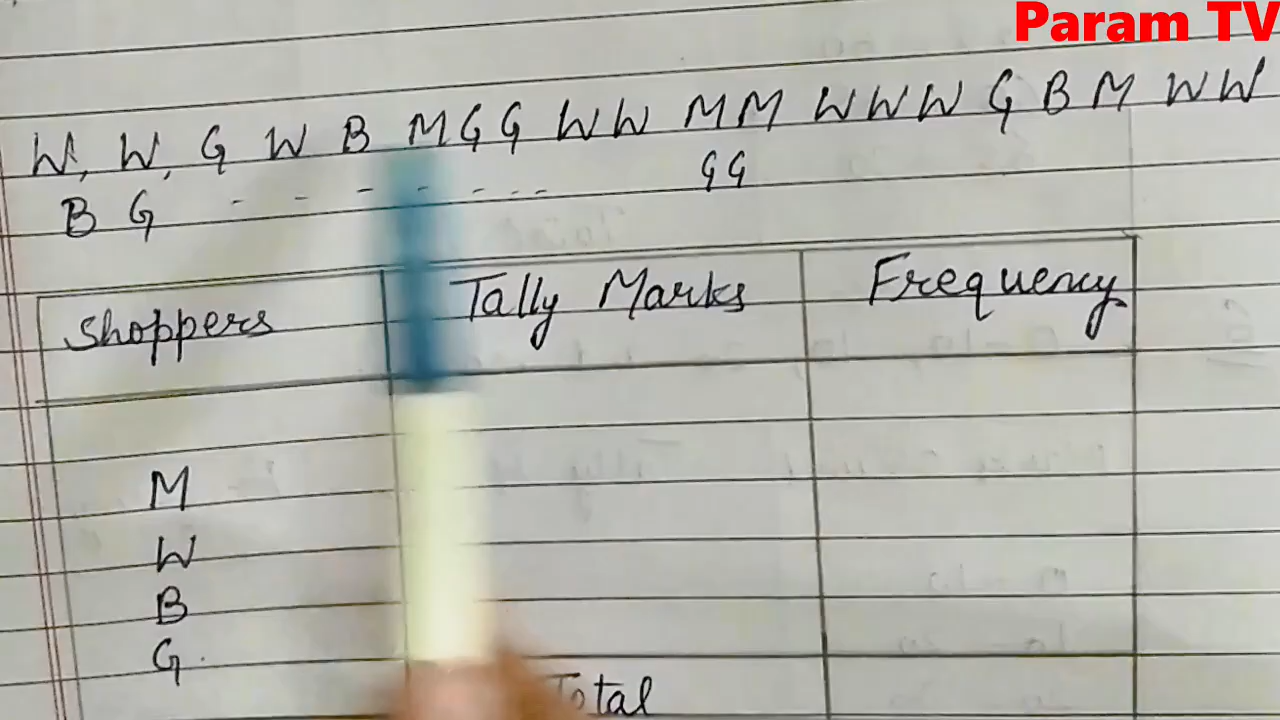 Param TV
W, W, G W B M G G W W M M W W W G B M W W
B G - - - - - - - G G
Shoppers Tally Marks Frequency
M
W
B
G.
Total